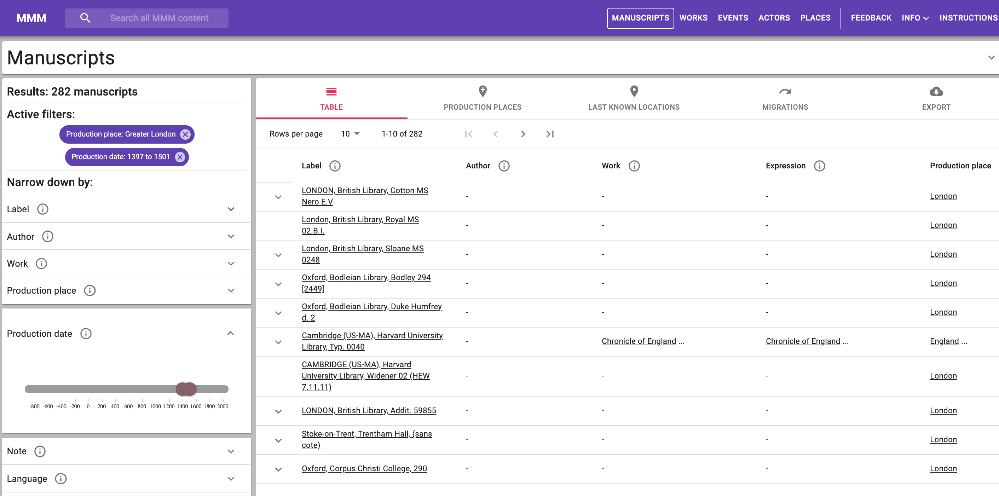 MMM
Search all MMM content
MANUSCRIPTS WORKS EVENTS ACTORS PLACES FEEDBACK INFO INSTRUCTIONS
Manuscripts
Results: 282 manuscripts
Active filters:
Production place: Greater London
Production date: 1397 to 1501
Narrow down by:
Label
Author
Work
Production place
Production date
-800 -600 -400 -200 0 200 400 600 800 1000 1200 1400 1600 1800 2000
Note
Language
TABLE PRODUCTION PLACES LAST KNOWN LOCATIONS MIGRATIONS EXPORT
Rows per page 10 1-10 of 282
Label Author Work Expression Production place
LONDON, British Library, Cotton MS
Nero E.V
- - - London
London, British Library, Royal MS
02.B.I.
- - - London
London, British Library, Sloane MS
0248
- - - London
Oxford, Bodleian Library, Bodley 294
[2449]
- - - London
Oxford, Bodleian Library, Duke Humfrey
d. 2
- - - London
Cambridge (US-MA), Harvard University
Library, Typ. 0040
- Chronicle of England ... Chronicle of England ... England ...
CAMBRIDGE (US-MA), Harvard
University Library, Widener 02 (HEW
7.11.11)
- - - London
LONDON, British Library, Addit. 59855 - - - London
Stoke-on-Trent, Trentham Hall, (sans
cote)
- - - London
Oxford, Corpus Christi College, 290 - - - London